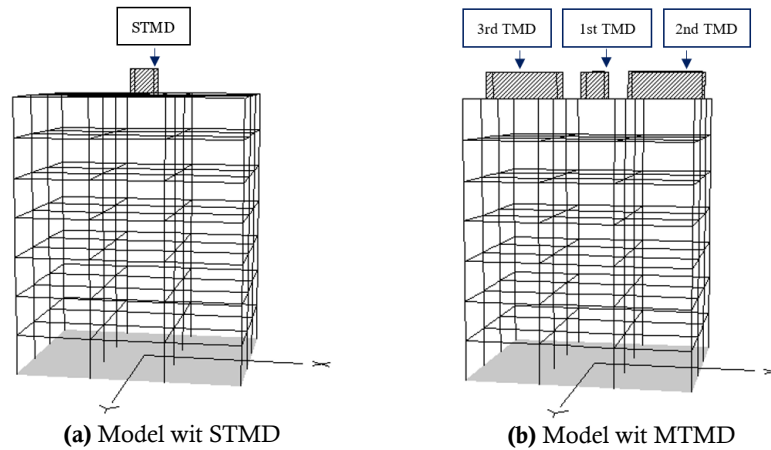 STMD
3rd TMD
1st TMD
2nd TMD
X
Y
X
Y
(a) Model wit STMD
(b) Model wit MTMD